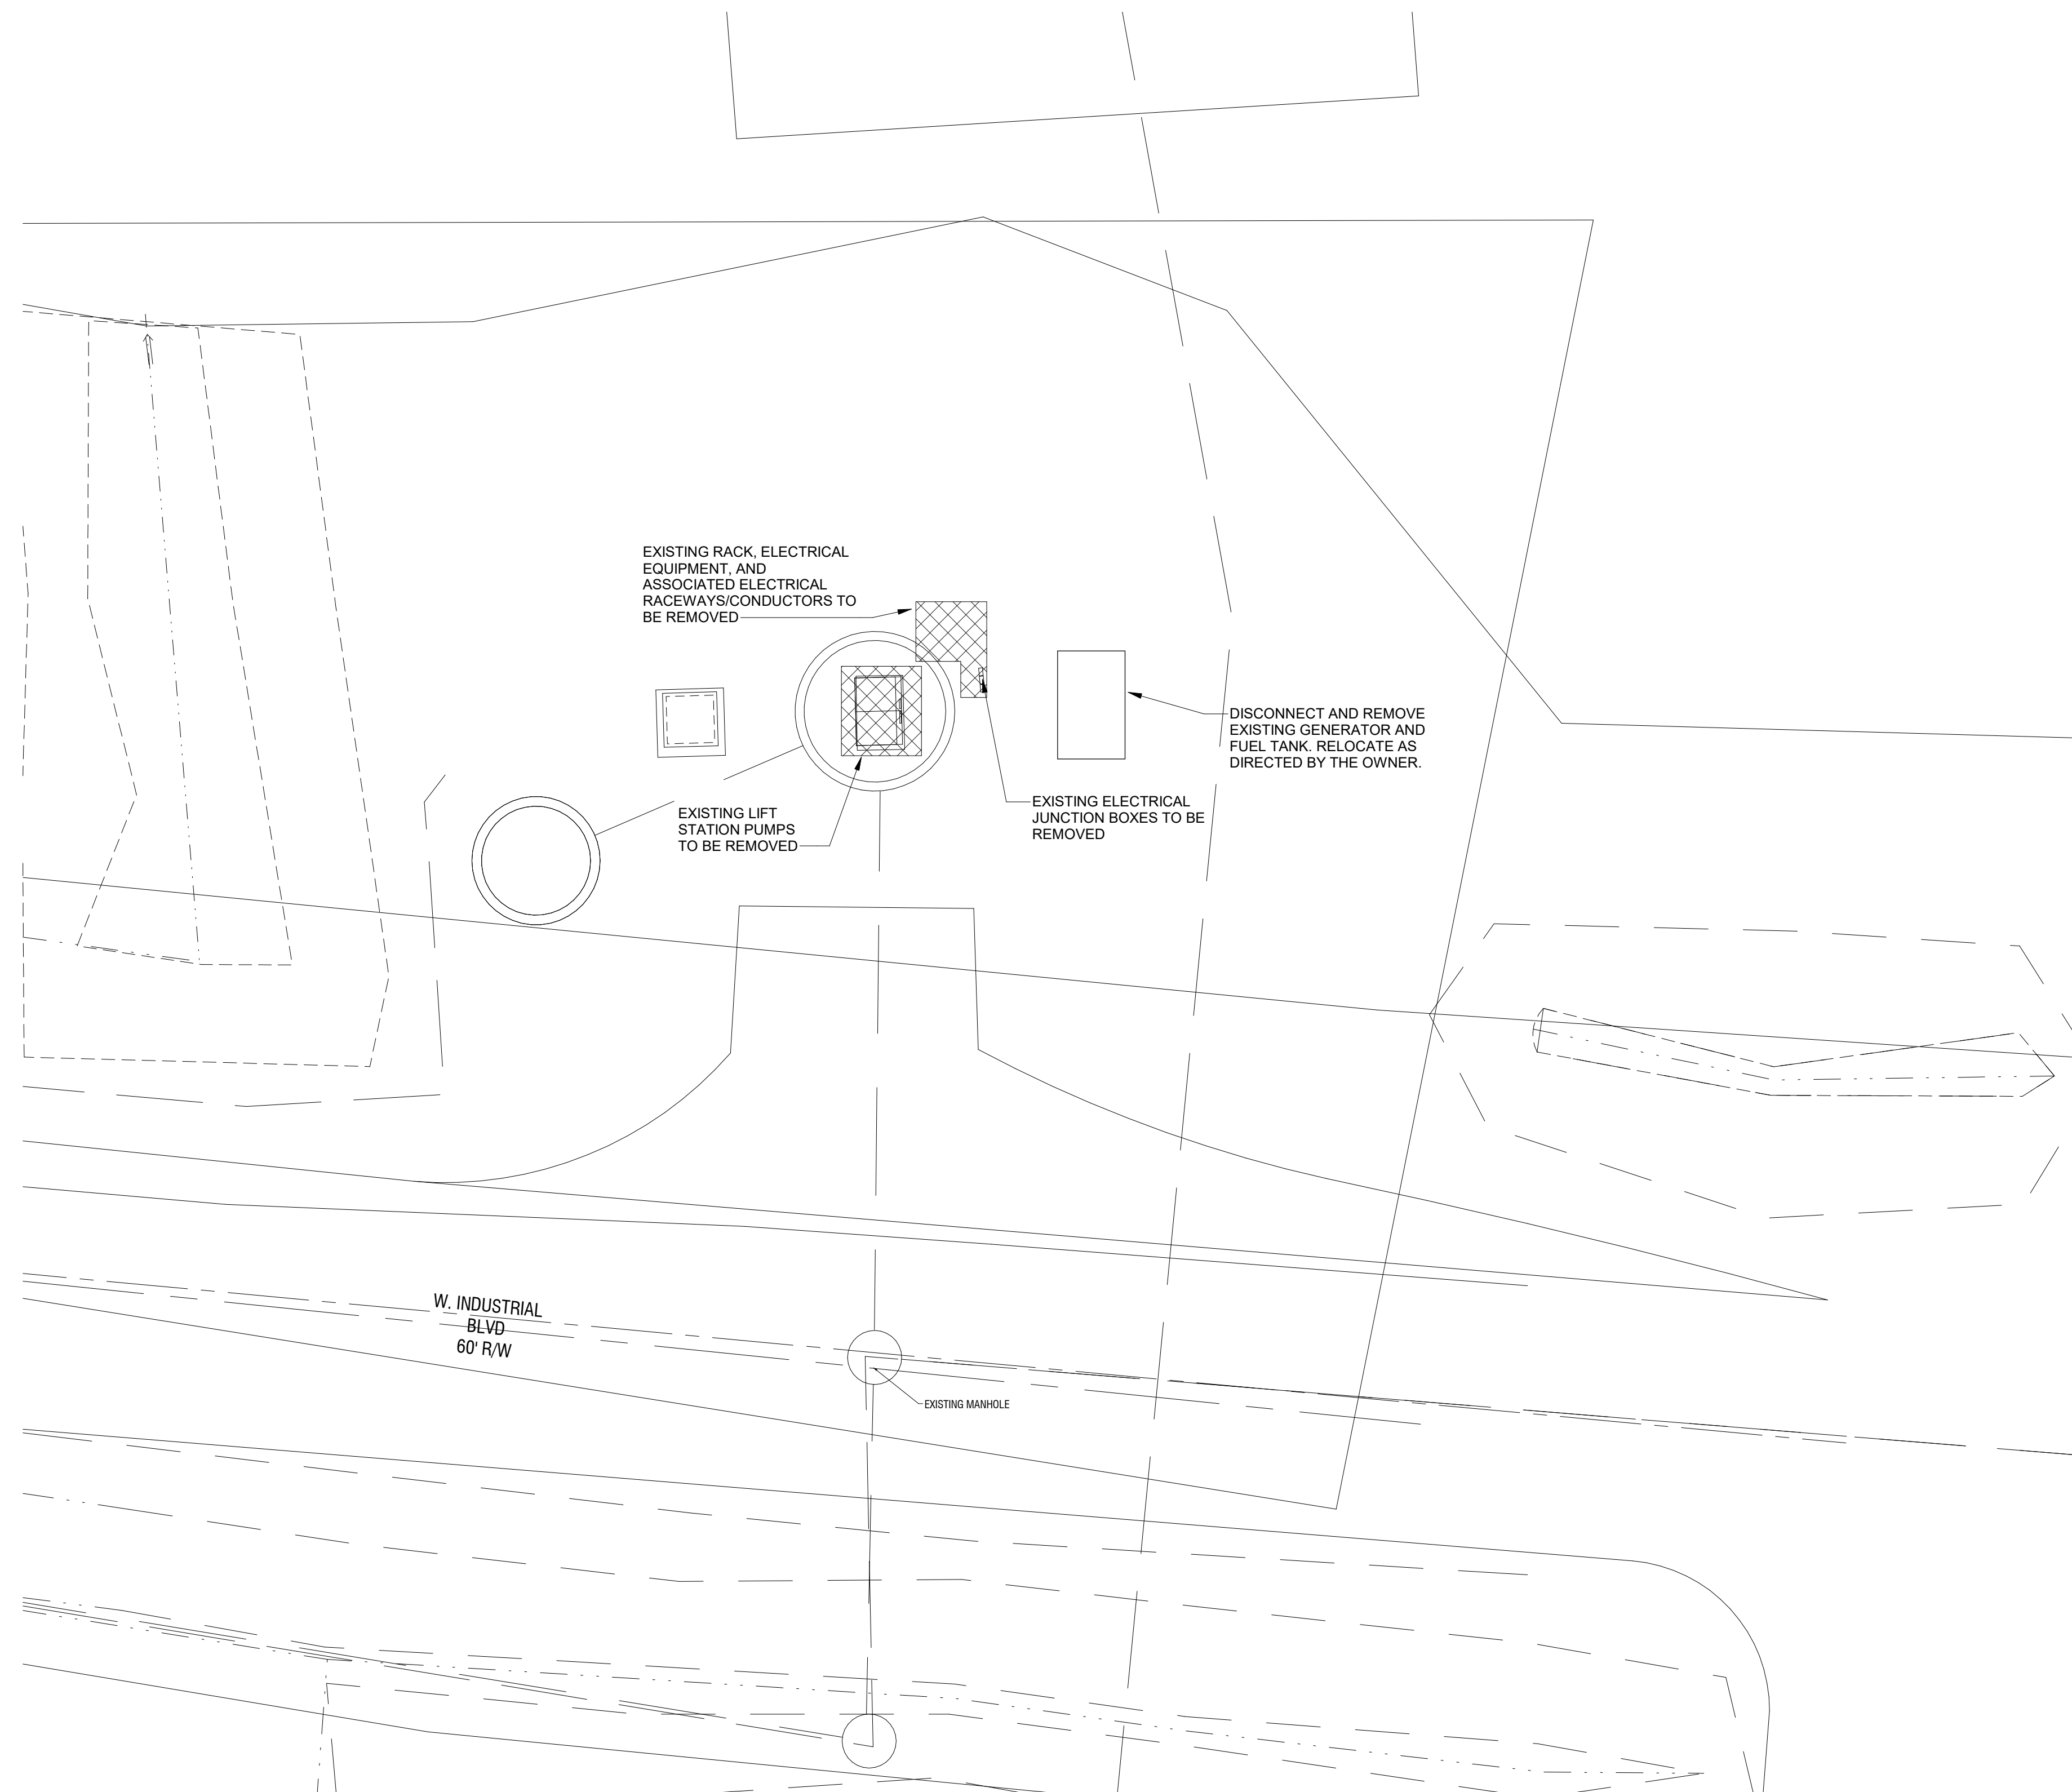 EXISTING RACK, ELECTRICAL
EQUIPMENT, AND
ASSOCIATED ELECTRICAL
RACEWAYS/CONDUCTORS TO
BE REMOVED
DISCONNECT AND REMOVE
EXISTING GENERATOR AND
FUEL TANK. RELOCATE AS
DIRECTED BY THE OWNER.
EXISTING LIFT
STATION PUMPS
TO BE REMOVED
EXISTING ELECTRICAL
JUNCTION BOXES TO BE
REMOVED
W. INDUSTRIAL
BLVD
60' R/W
EXISTING MANHOLE